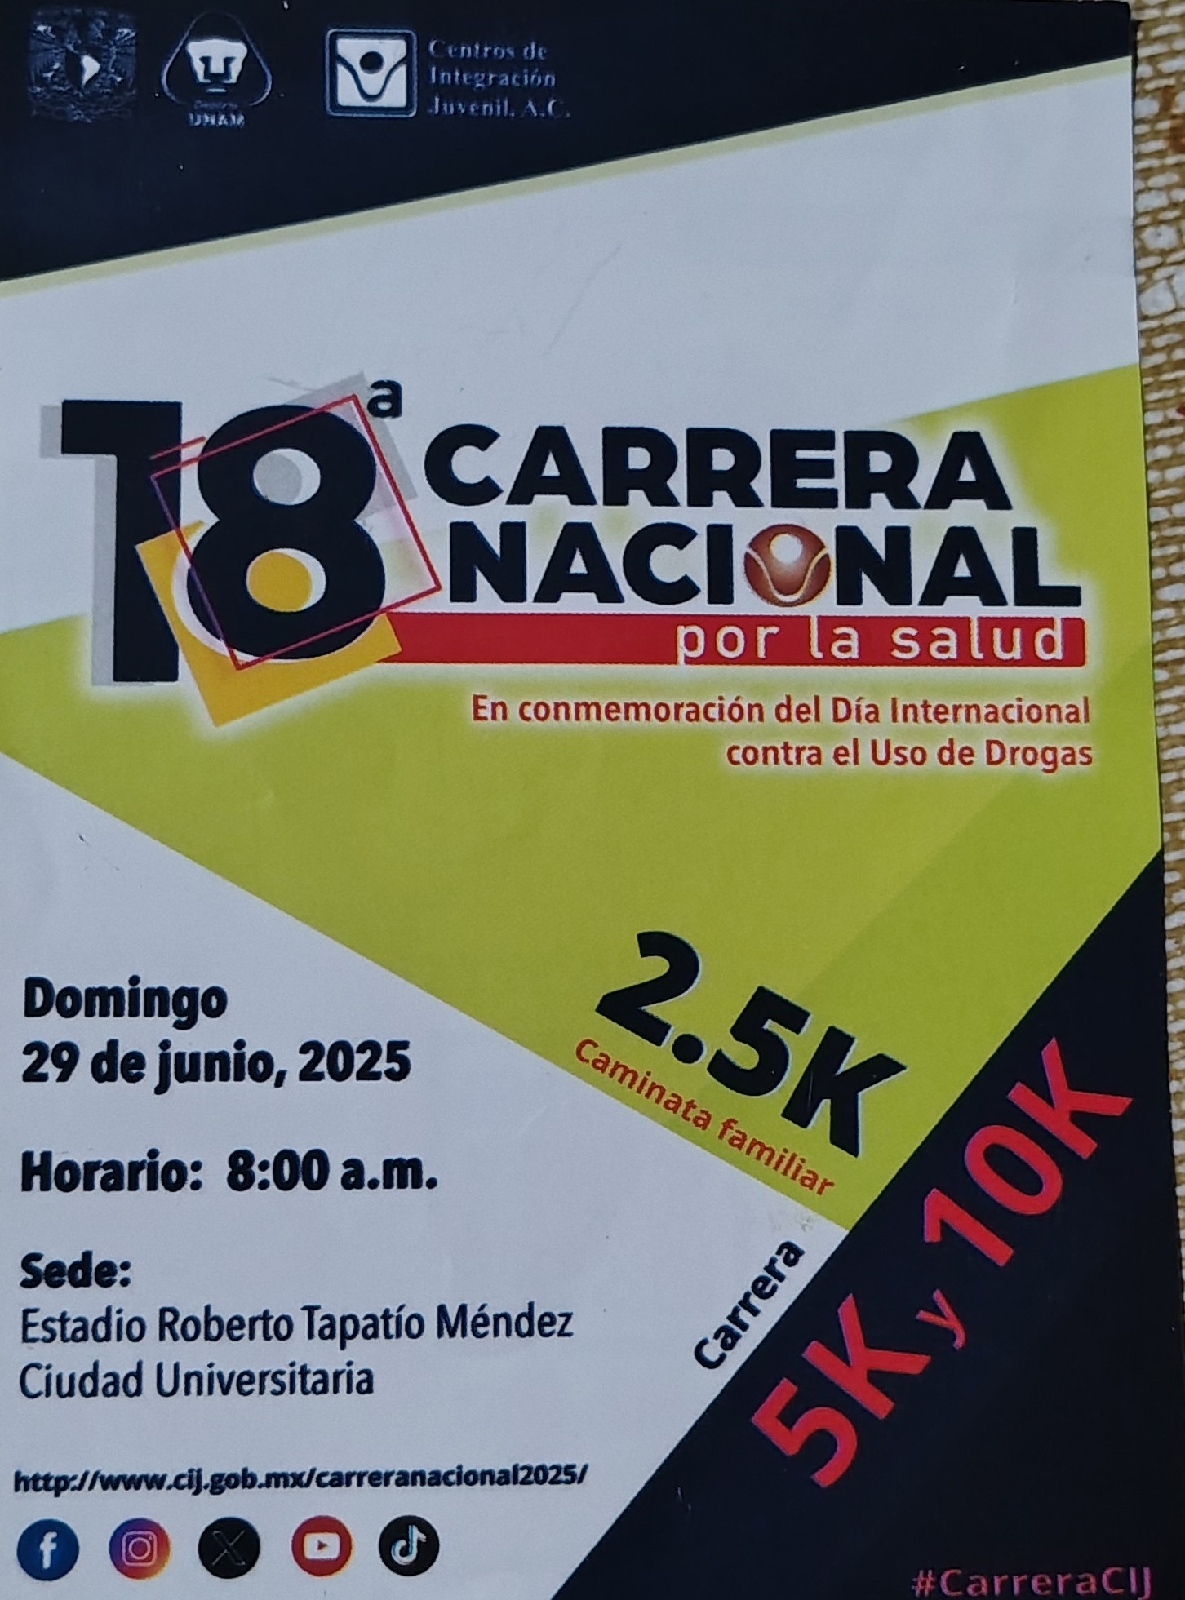 UNAM
Centros de
Integración
Juvenil, A.C.
18a CARRERA
NACIONAL
por la salud
En conmemoración del Día Internacional
contra el Uso de Drogas
2.5K
Caminata familiar
Domingo
29 de junio, 2025
Horario: 8:00 a.m.
Sede:
Estadio Roberto Tapatío Méndez
Ciudad Universitaria
Carrera
5K y 10K
http://www.cij.gob.mx/carreranacional2025/
#CarreraCIJ